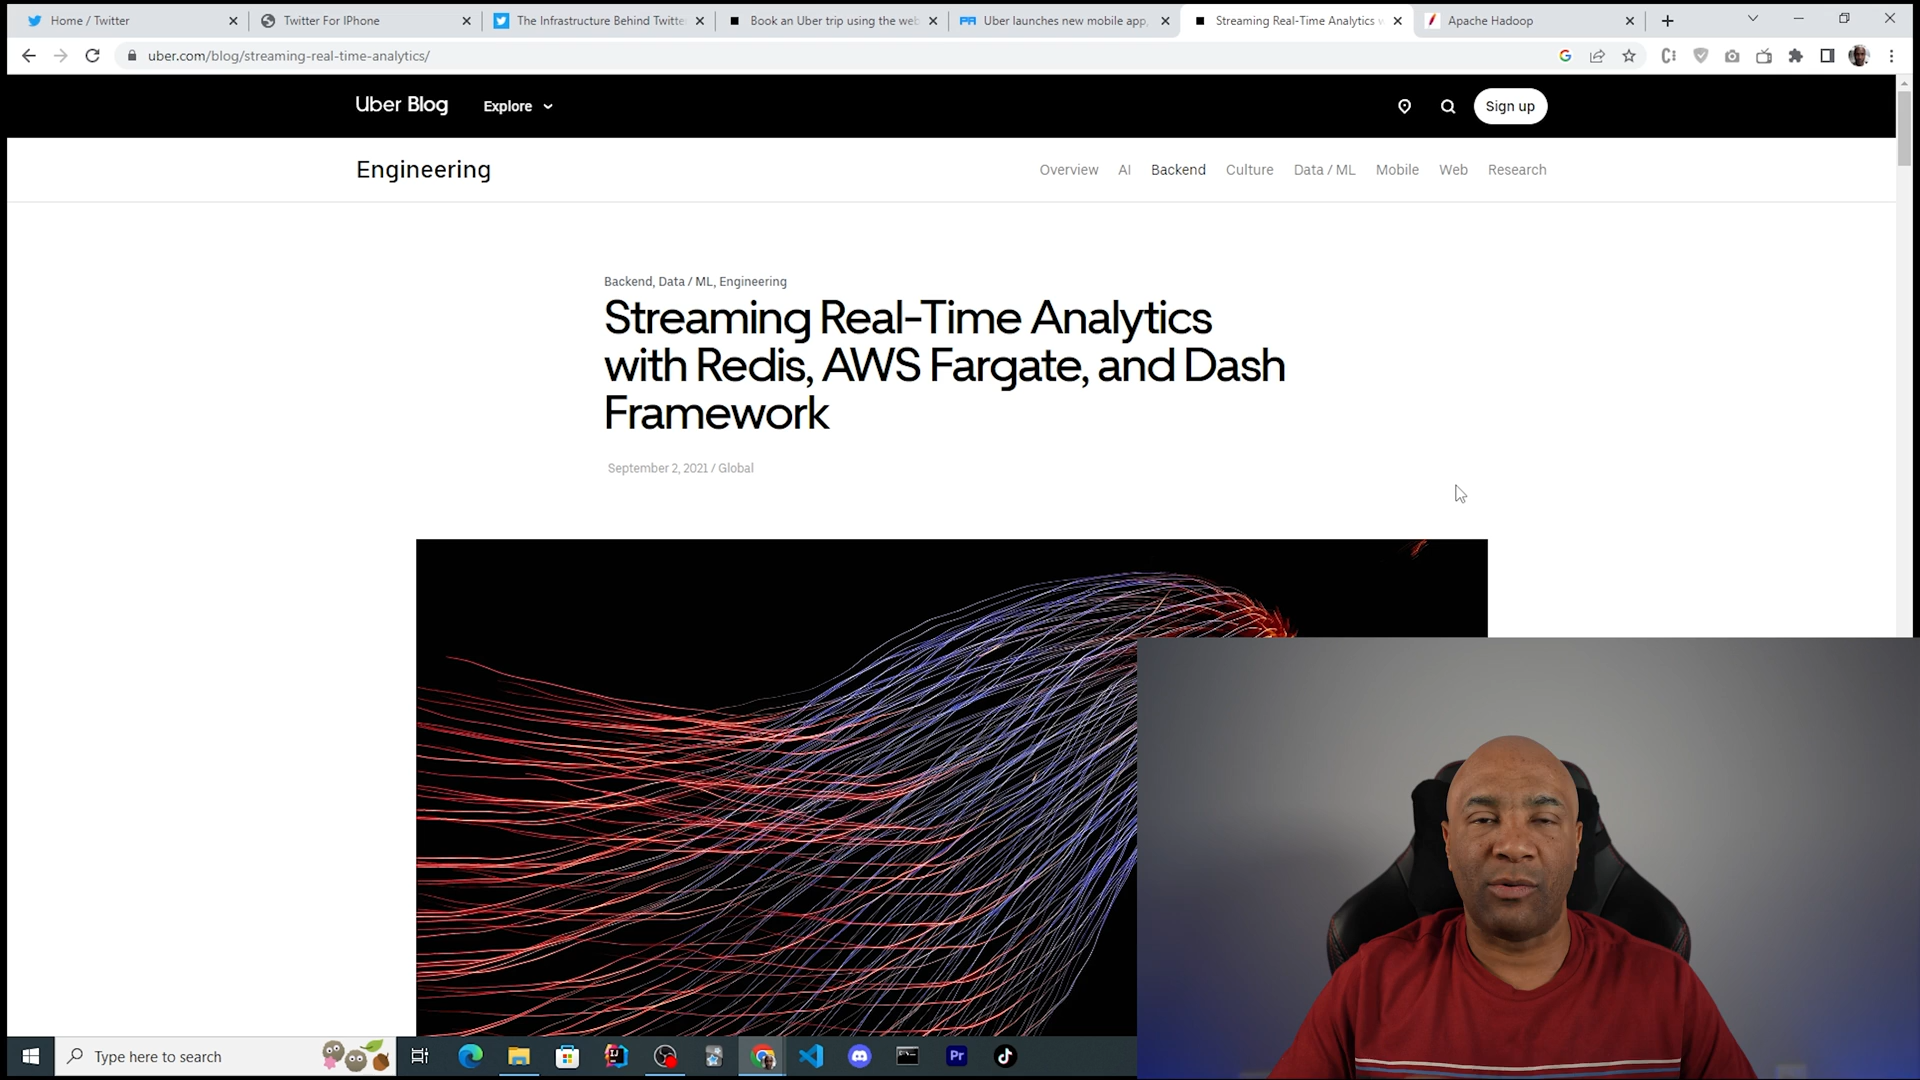 Home / Twitter
Twitter For IPhone
The Infrastructure Behind Twitte
Book an Uber trip using the web
Uber launches new mobile app,
Streaming Real-Time Analytics w
Apache Hadoop
uber.com/blog/streaming-real-time-analytics/
Uber Blog
Explore
Sign up
Engineering
Overview
AI
Backend
Culture
Data / ML
Mobile
Web
Research
Backend, Data / ML, Engineering
Streaming Real-Time Analytics
with Redis, AWS Fargate, and Dash
Framework
September 2, 2021 / Global
Type here to search
Pr